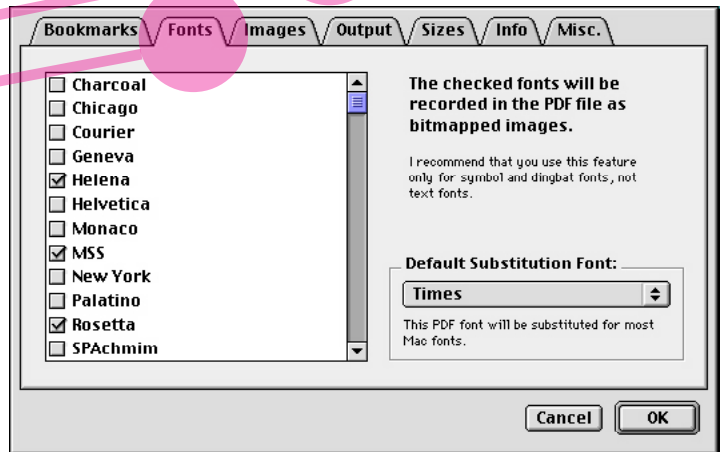 Bookmarks Fonts Images Output Sizes Info Misc.
Charcoal
Chicago
Courier
Geneva
Helena
Helvetica
Monaco
MSS
New York
Palatino
Rosetta
SPAchmim
The checked fonts will be
recorded in the PDF file as
bitmapped images.
I recommend that you use this feature
only for symbol and dingbat fonts, not
text fonts.
Default Substitution Font:
Times
This PDF font will be substituted for most
Mac fonts.
Cancel OK